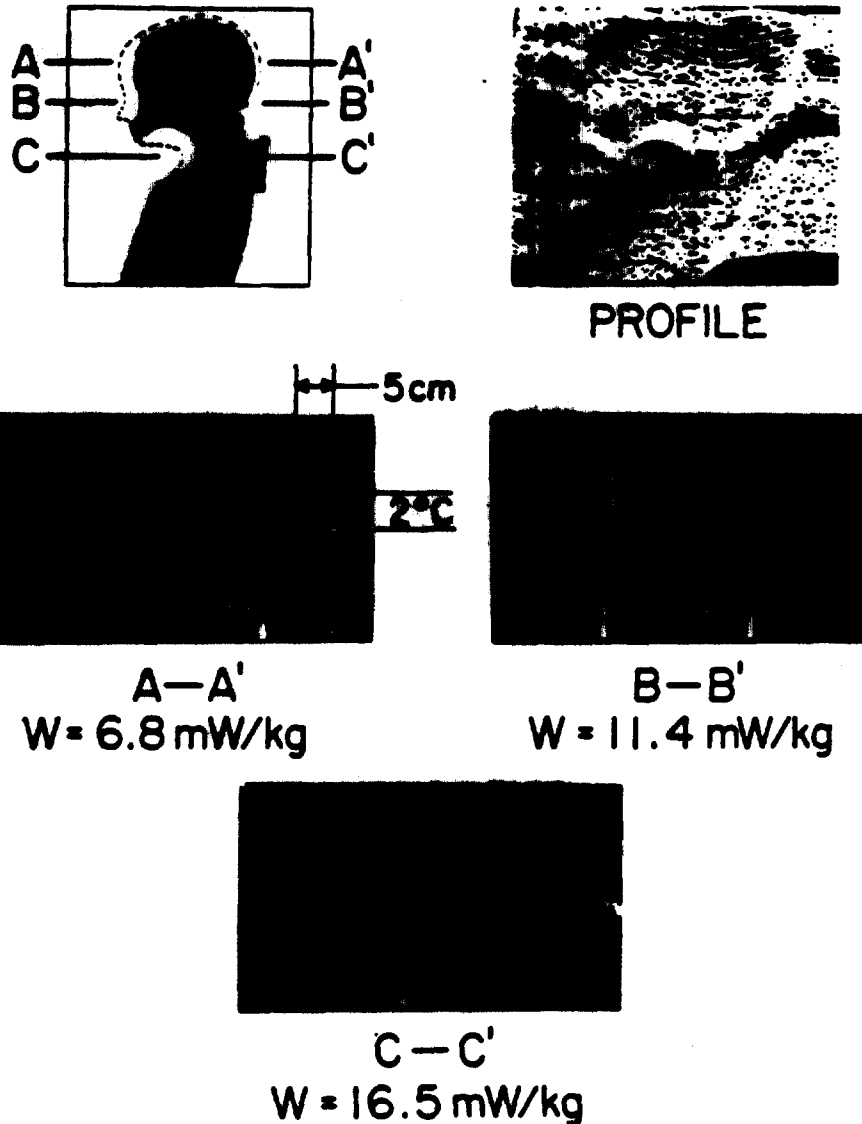 A A'
B B'
C C'
PROFILE
5cm
2°C
A—A'
W = 6.8 mW/kg
B—B'
W = 11.4 mW/kg
C—C'
W = 16.5 mW/kg